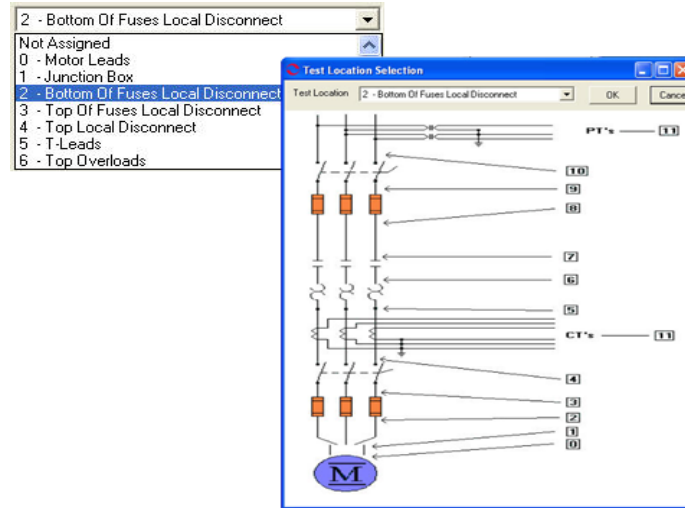 2 - Bottom Of Fuses Local Disconnect
Not Assigned
0 - Motor Leads
1 - Junction Box
2 - Bottom Of Fuses Local Disconnect
3 - Top Of Fuses Local Disconnect
4 - Top Local Disconnect
5 - T-Leads
6 - Top Overloads
Test Location Selection
Test Location 2 - Bottom Of Fuses Local Disconnect OK Cance
PT's 11
10
9
8
7
6
5
CT's 11
4
3
2
1
0
M